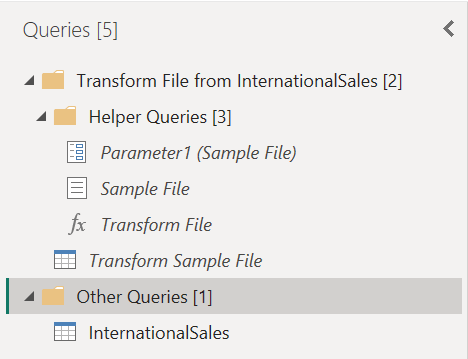 Queries [5]
Transform File from InternationalSales [2]
Helper Queries [3]
Parameter1 (Sample File)
Sample File
fx Transform File
Transform Sample File
Other Queries [1]
InternationalSales